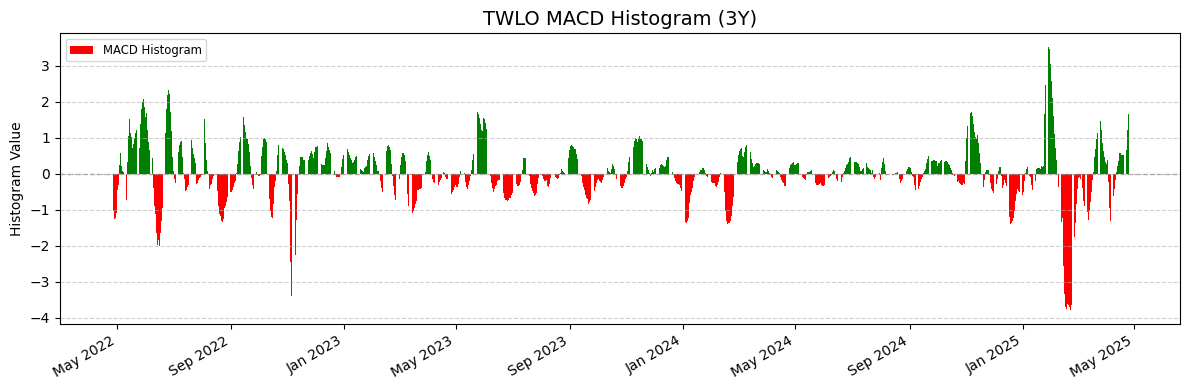 TWLO MACD Histogram (3Y)
MACD Histogram
Histogram Value
3
2
1
0
−1
−2
−3
−4
May 2022
Sep 2022
Jan 2023
May 2023
Sep 2023
Jan 2024
May 2024
Sep 2024
Jan 2025
May 2025